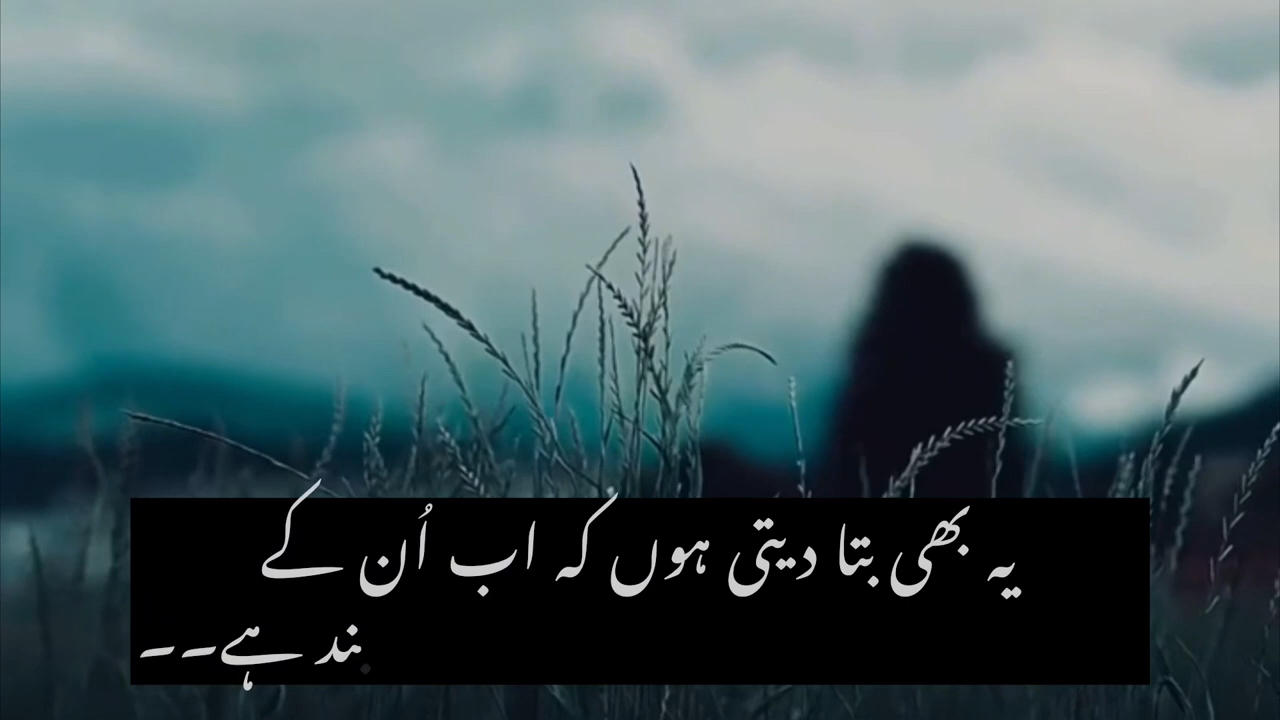 یہ بھی بتا دیتی ہوں کہ اب اُن کے
بند ہے۔۔